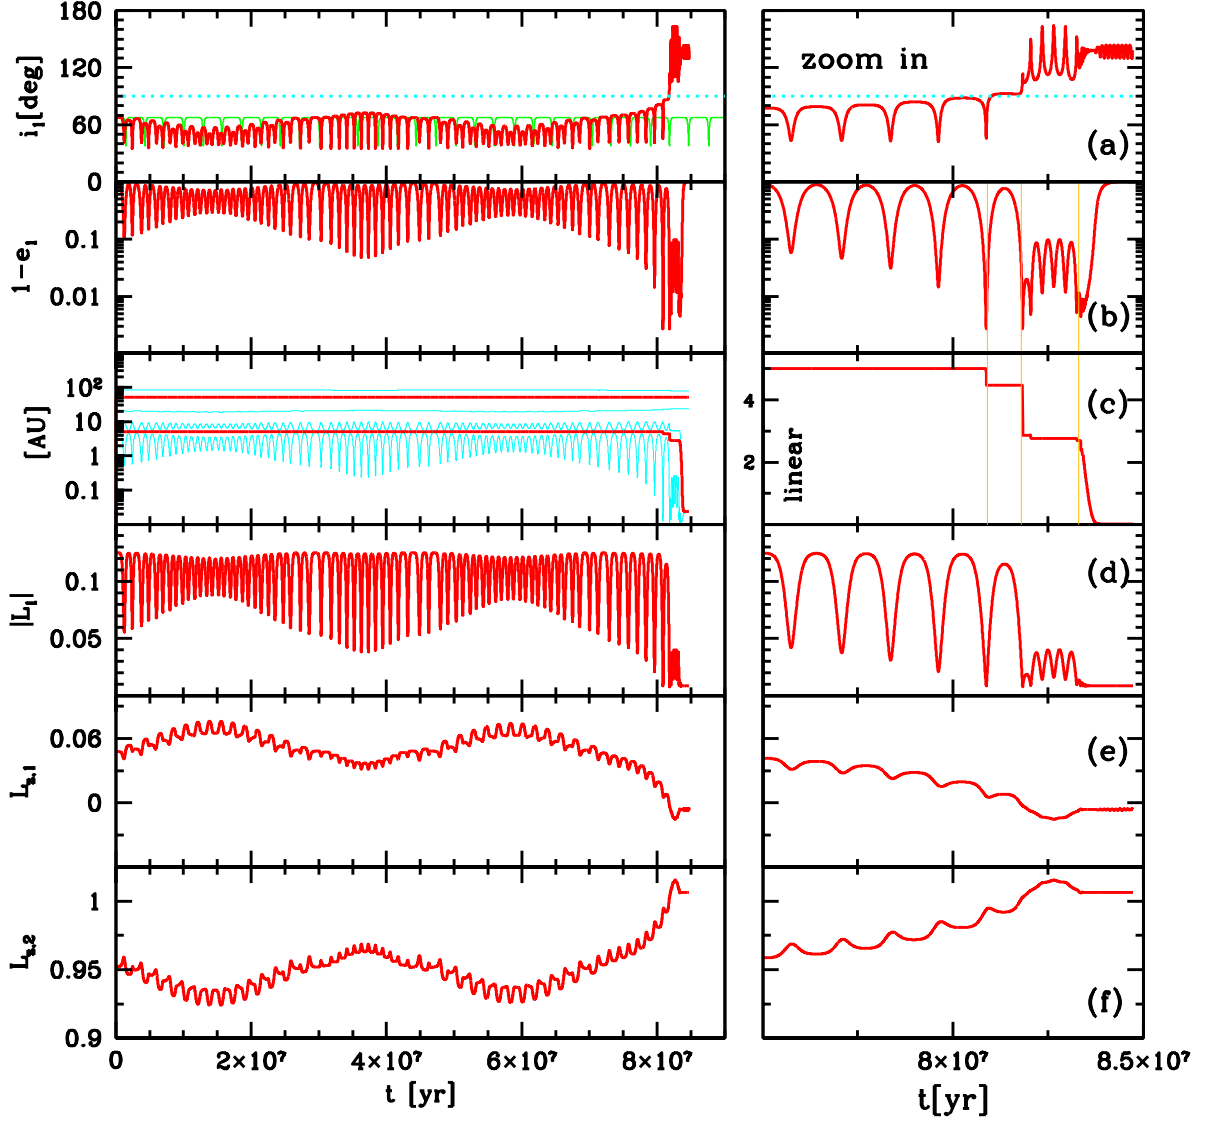 180
120
60
0
i₁[deg]
zoom in
(a)
0.1
0.01
1−e₁
(b)
10²
10
1
0.1
[AU]
4
2
linear
(c)
0.1
0.05
|L₁|
(d)
0.06
0
L_{z,1}
(e)
1
0.95
0.9
L_{z,2}
(f)
0 2×10⁷ 4×10⁷ 6×10⁷ 8×10⁷
t [yr]
8×10⁷ 8.5×10⁷
t[yr]